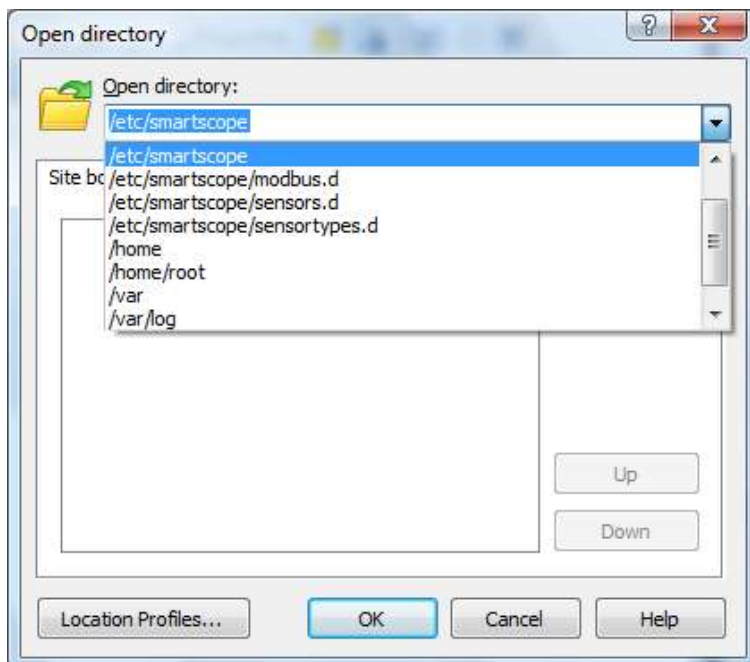 Open directory
Open directory:
/etc/smartscope
/etc/smartscope
Site bo
/etc/smartscope/modbus.d
/etc/smartscope/sensors.d
/etc/smartscope/sensortypes.d
/home
/home/root
/var
/var/log
Up
Down
Location Profiles...
OK
Cancel
Help